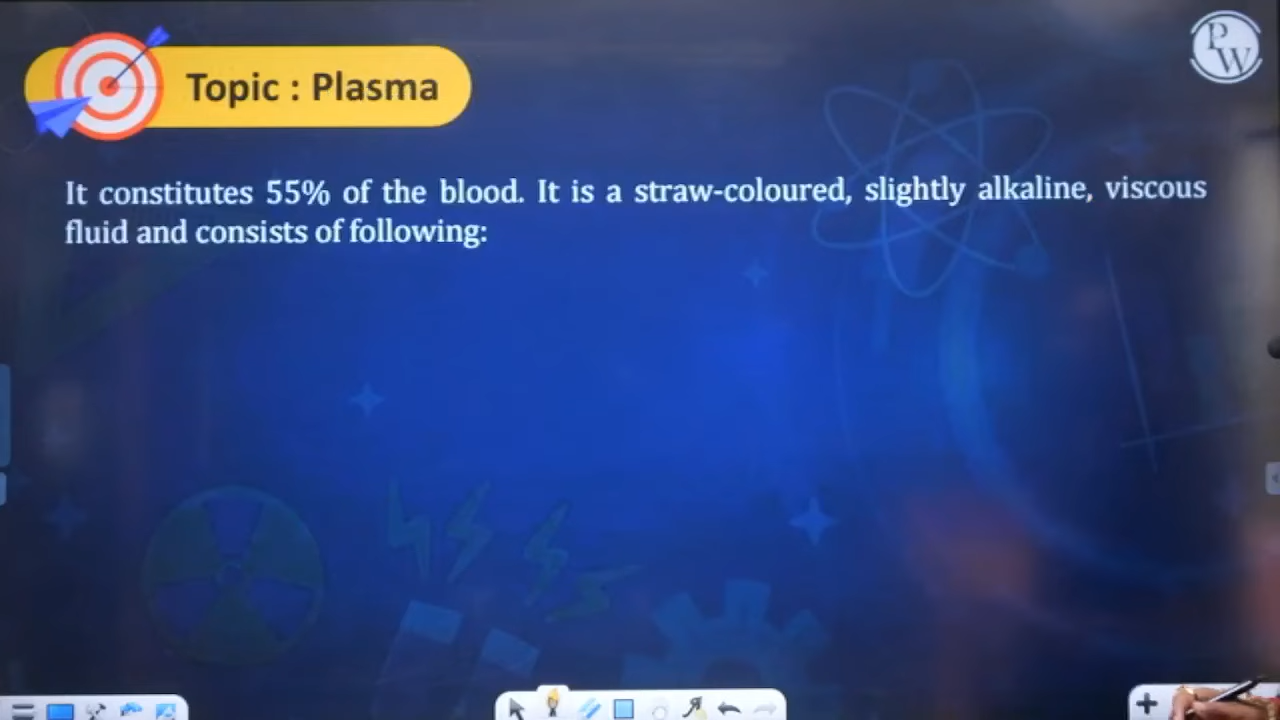 Topic : Plasma
PW
It constitutes 55% of the blood. It is a straw-coloured, slightly alkaline, viscous
fluid and consists of following: